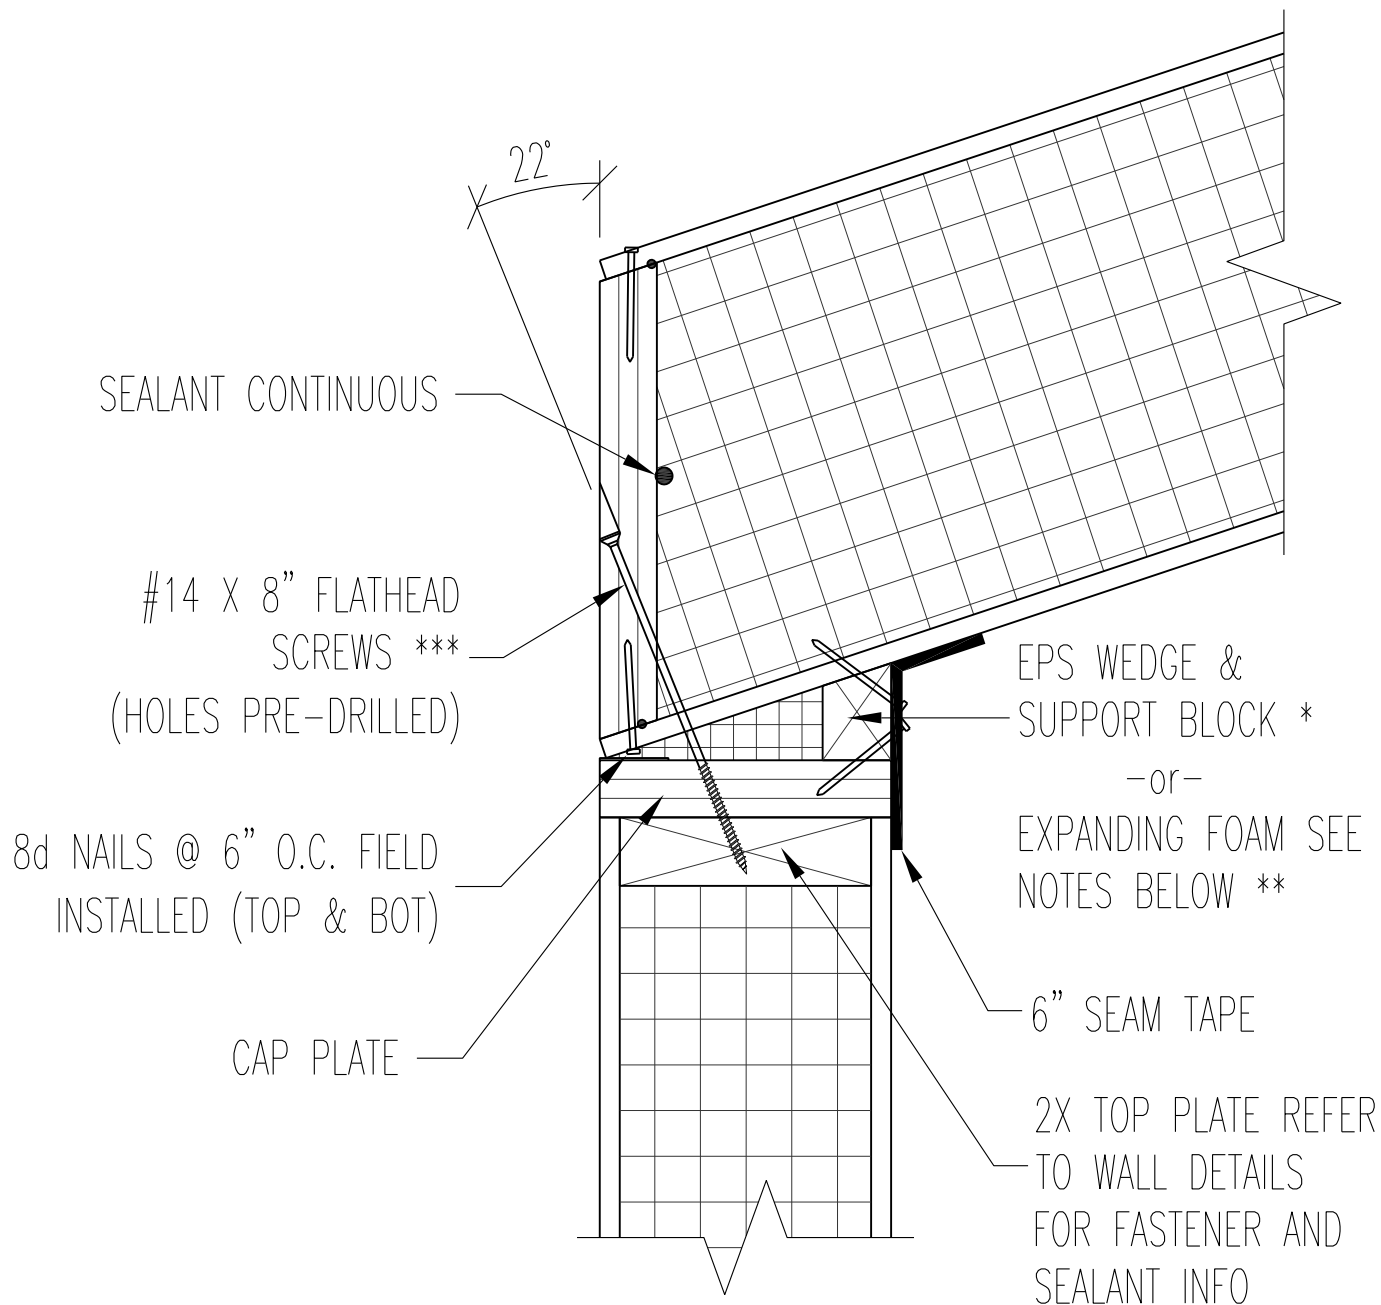 22°
SEALANT CONTINUOUS
#14 X 8” FLATHEAD
SCREWS ***
(HOLES PRE-DRILLED)
8d NAILS @ 6” O.C. FIELD
INSTALLED (TOP & BOT)
CAP PLATE
EPS WEDGE &
SUPPORT BLOCK *
-or-
EXPANDING FOAM SEE
NOTES BELOW **
6” SEAM TAPE
2X TOP PLATE REFER
TO WALL DETAILS
FOR FASTENER AND
SEALANT INFO